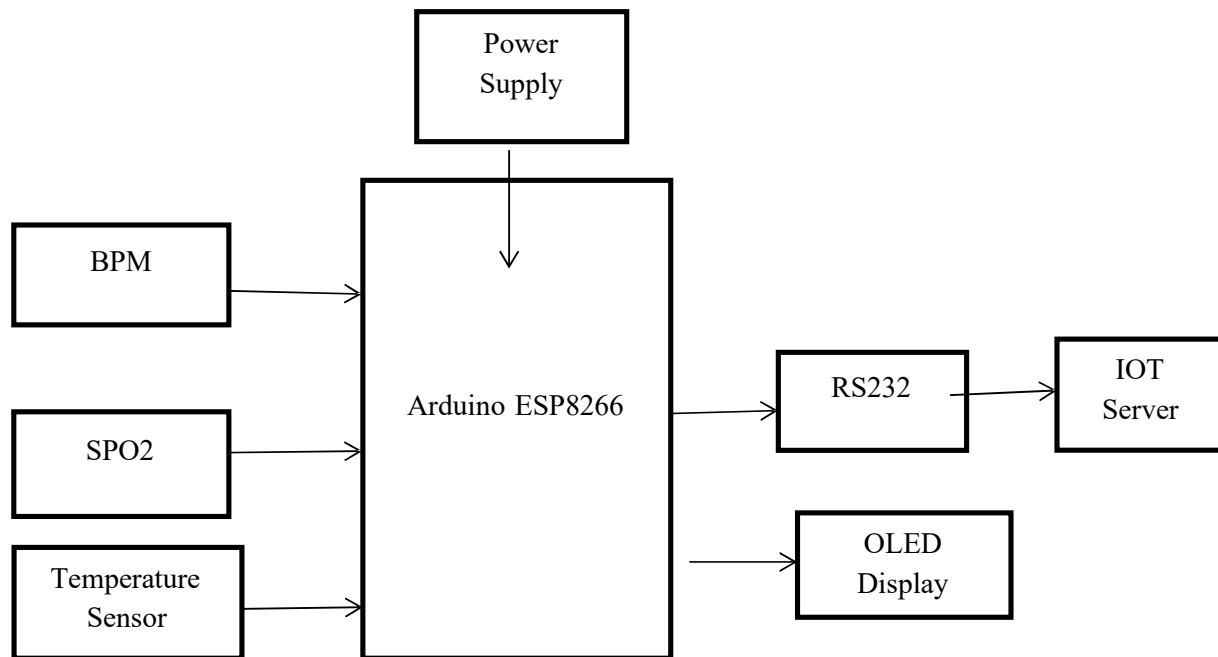 Power
Supply
BPM
SPO2
Temperature
Sensor
Arduino ESP8266
RS232
IOT
Server
OLED
Display